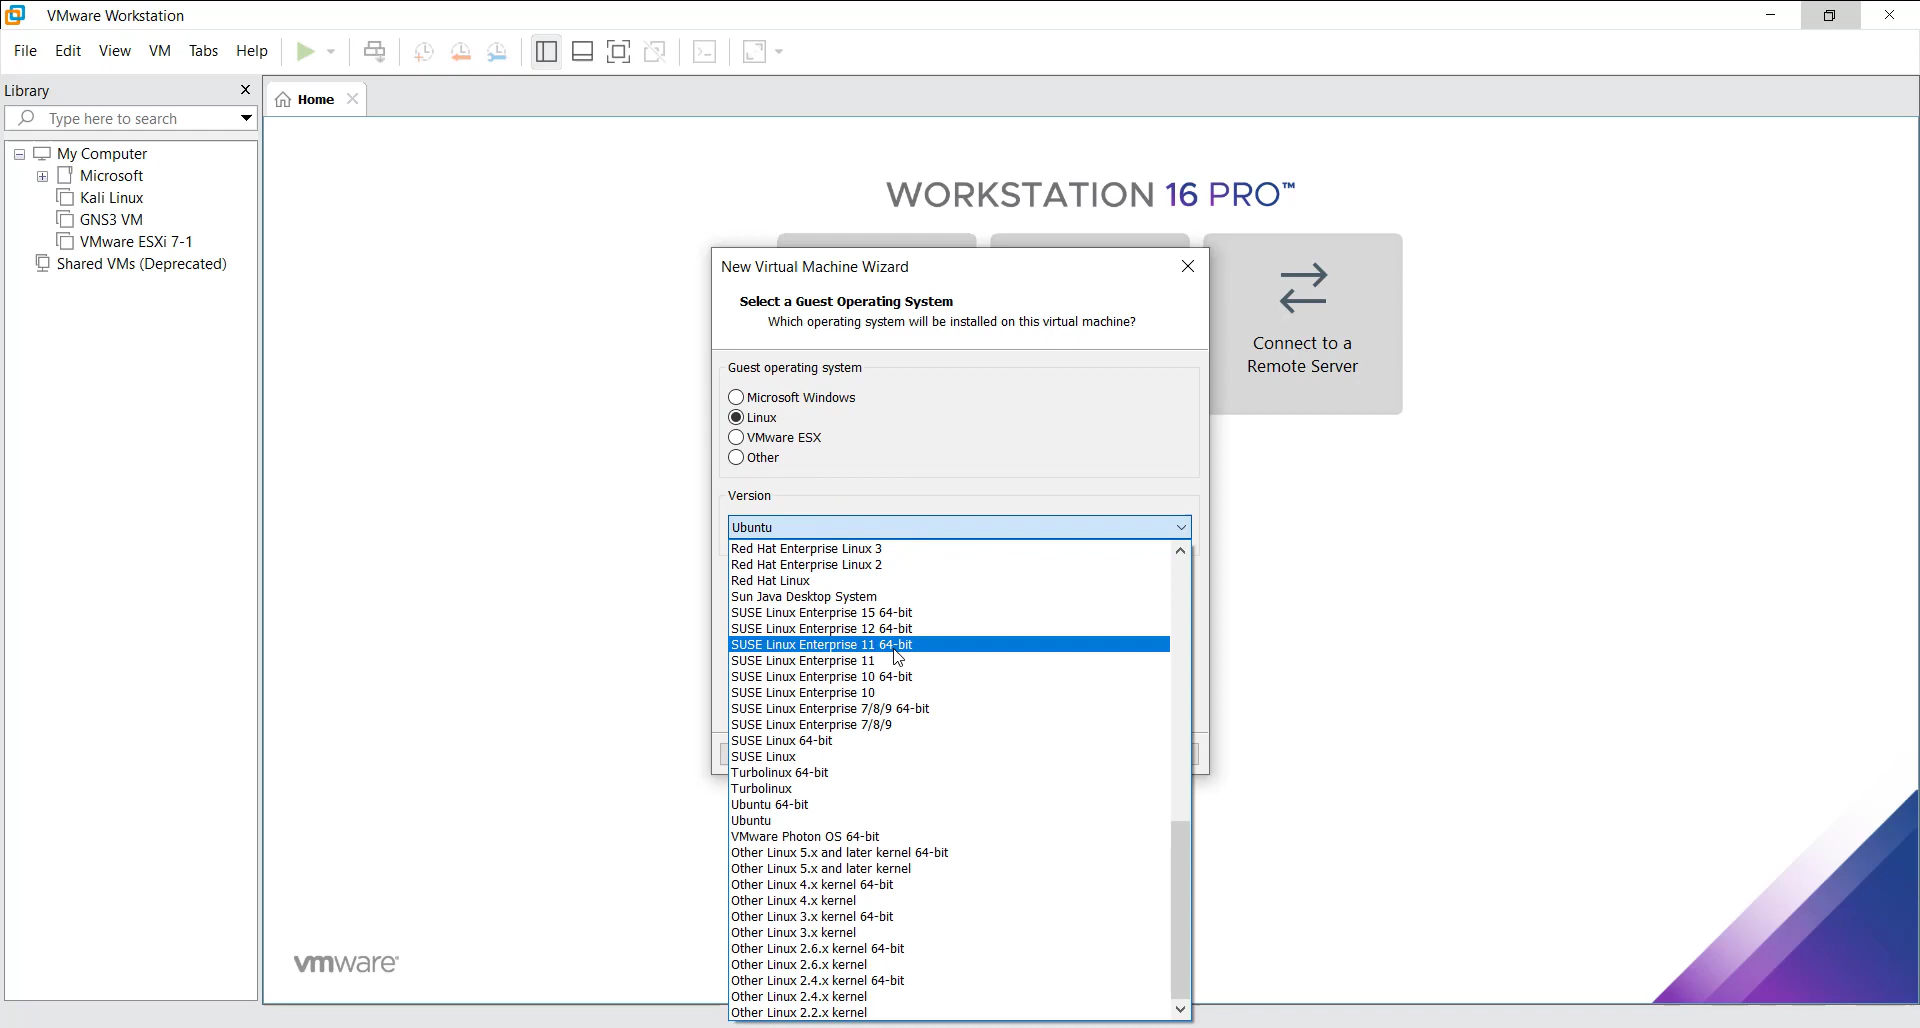 VMware Workstation
File Edit View VM Tabs Help
Library
Type here to search
My Computer
Microsoft
Kali Linux
GNS3 VM
VMware ESXi 7-1
Shared VMs (Deprecated)
Home
WORKSTATION 16 PRO™
Connect to a
Remote Server
New Virtual Machine Wizard
Select a Guest Operating System
Which operating system will be installed on this virtual machine?
Guest operating system
Microsoft Windows
Linux
VMware ESX
Other
Version
Ubuntu
Red Hat Enterprise Linux 3
Red Hat Enterprise Linux 2
Red Hat Linux
Sun Java Desktop System
SUSE Linux Enterprise 15 64-bit
SUSE Linux Enterprise 12 64-bit
SUSE Linux Enterprise 11 64-bit
SUSE Linux Enterprise 11
SUSE Linux Enterprise 10 64-bit
SUSE Linux Enterprise 10
SUSE Linux Enterprise 7/8/9 64-bit
SUSE Linux Enterprise 7/8/9
SUSE Linux 64-bit
SUSE Linux
Turbolinux 64-bit
Turbolinux
Ubuntu 64-bit
Ubuntu
VMware Photon OS 64-bit
Other Linux 5.x and later kernel 64-bit
Other Linux 5.x and later kernel
Other Linux 4.x kernel 64-bit
Other Linux 4.x kernel
Other Linux 3.x kernel 64-bit
Other Linux 3.x kernel
Other Linux 2.6.x kernel 64-bit
Other Linux 2.6.x kernel
Other Linux 2.4.x kernel 64-bit
Other Linux 2.4.x kernel
Other Linux 2.2.x kernel
vmware®